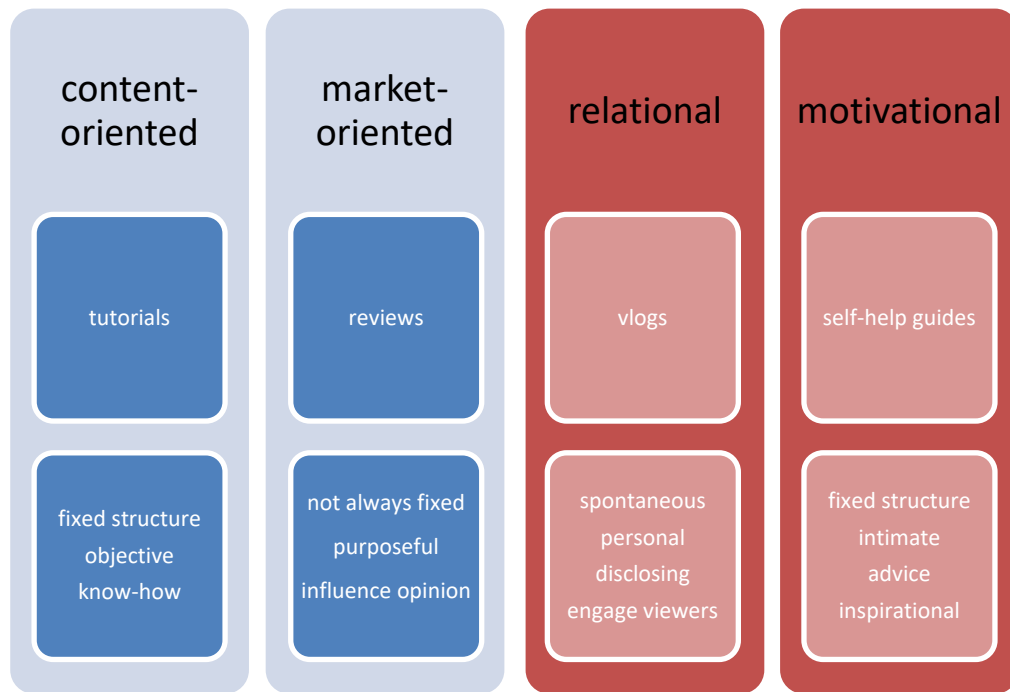 content-
oriented
tutorials
fixed structure
objective
know-how
market-
oriented
reviews
not always fixed
purposeful
influence opinion
relational
vlogs
spontaneous
personal
disclosing
engage viewers
motivational
self-help guides
fixed structure
intimate
advice
inspirational